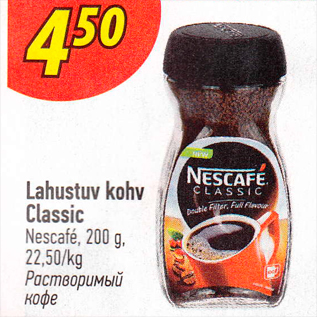 4.50
Lahustuv kohv
Classic
Nescafé, 200 g,
22,50/kg
Растворимый
кофе
NESCAFÉ.
CLASSIC
Double Filter, Full Flavour